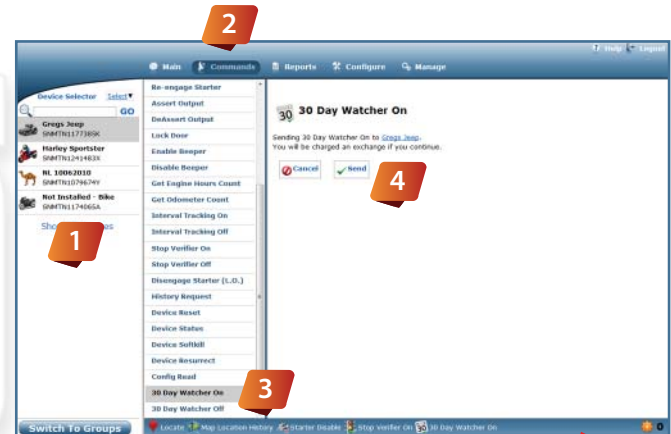 2
Help Logout
Main Commands Reports Configure Manage
Device Selector Select
GO
Gregs Jeep
Harley Sportster
NL 10062010
Not Installed - Bike
1
Re-engage Starter
Assert Output
DeAssert Output
Lock Door
Enable Beeper
Disable Beeper
Get Engine Hours Count
Get Odometer Count
Interval Tracking On
Interval Tracking Off
Stop Verifier On
Stop Verifier Off
Disengage Starter (L.O.)
History Request
Device Reset
Device Status
Device Softkill
Device Resurrect
Config Read
30 Day Watcher On
30 Day Watcher Off
3
30 30 Day Watcher On
Sending 30 Day Watcher On to Gregs Jeep.
You will be charged an exchange if you continue.
Cancel Send
4
Switch To Groups
Locate Map Location History Starter Disable Stop Verifier On 30 30 Day Watcher On
0